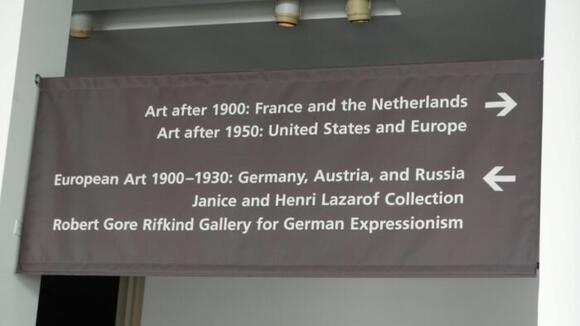 Art after 1900: France and the Netherlands →
Art after 1950: United States and Europe
European Art 1900–1930: Germany, Austria, and Russia ←
Janice and Henri Lazarof Collection
Robert Gore Rifkind Gallery for German Expressionism